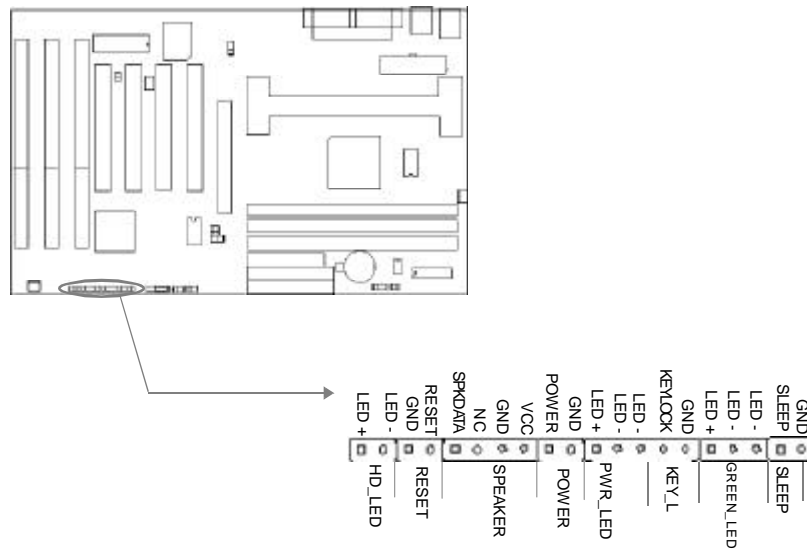 LED +
LED -
GND
RESET
SPKDATA
NC
GND
VCC
POWER
GND
LED +
LED -
LED -
KEYLOCK
GND
LED +
LED -
LED -
SLEEP
GND
HD_LED
RESET
SPEAKER
POWER
PWR_LED
KEY_L
GREEN_LED
SLEEP